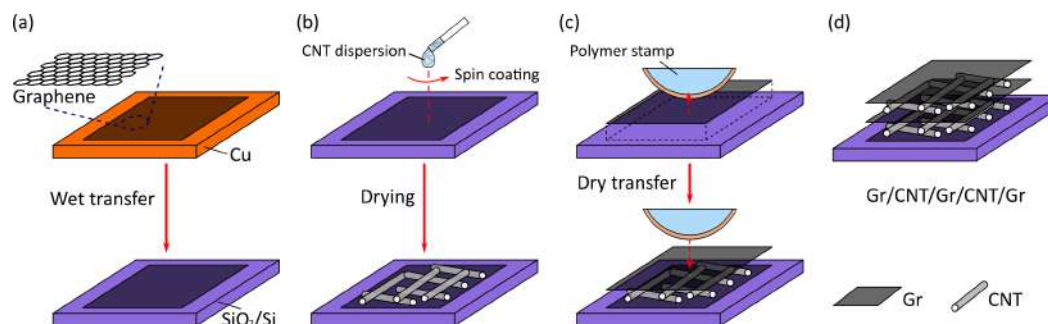 (a)
Graphene
Cu
Wet transfer
SiO₂/Si
(b)
CNT dispersion
Spin coating
Drying
(c)
Polymer stamp
Dry transfer
(d)
Gr/CNT/Gr/CNT/Gr
Gr
CNT